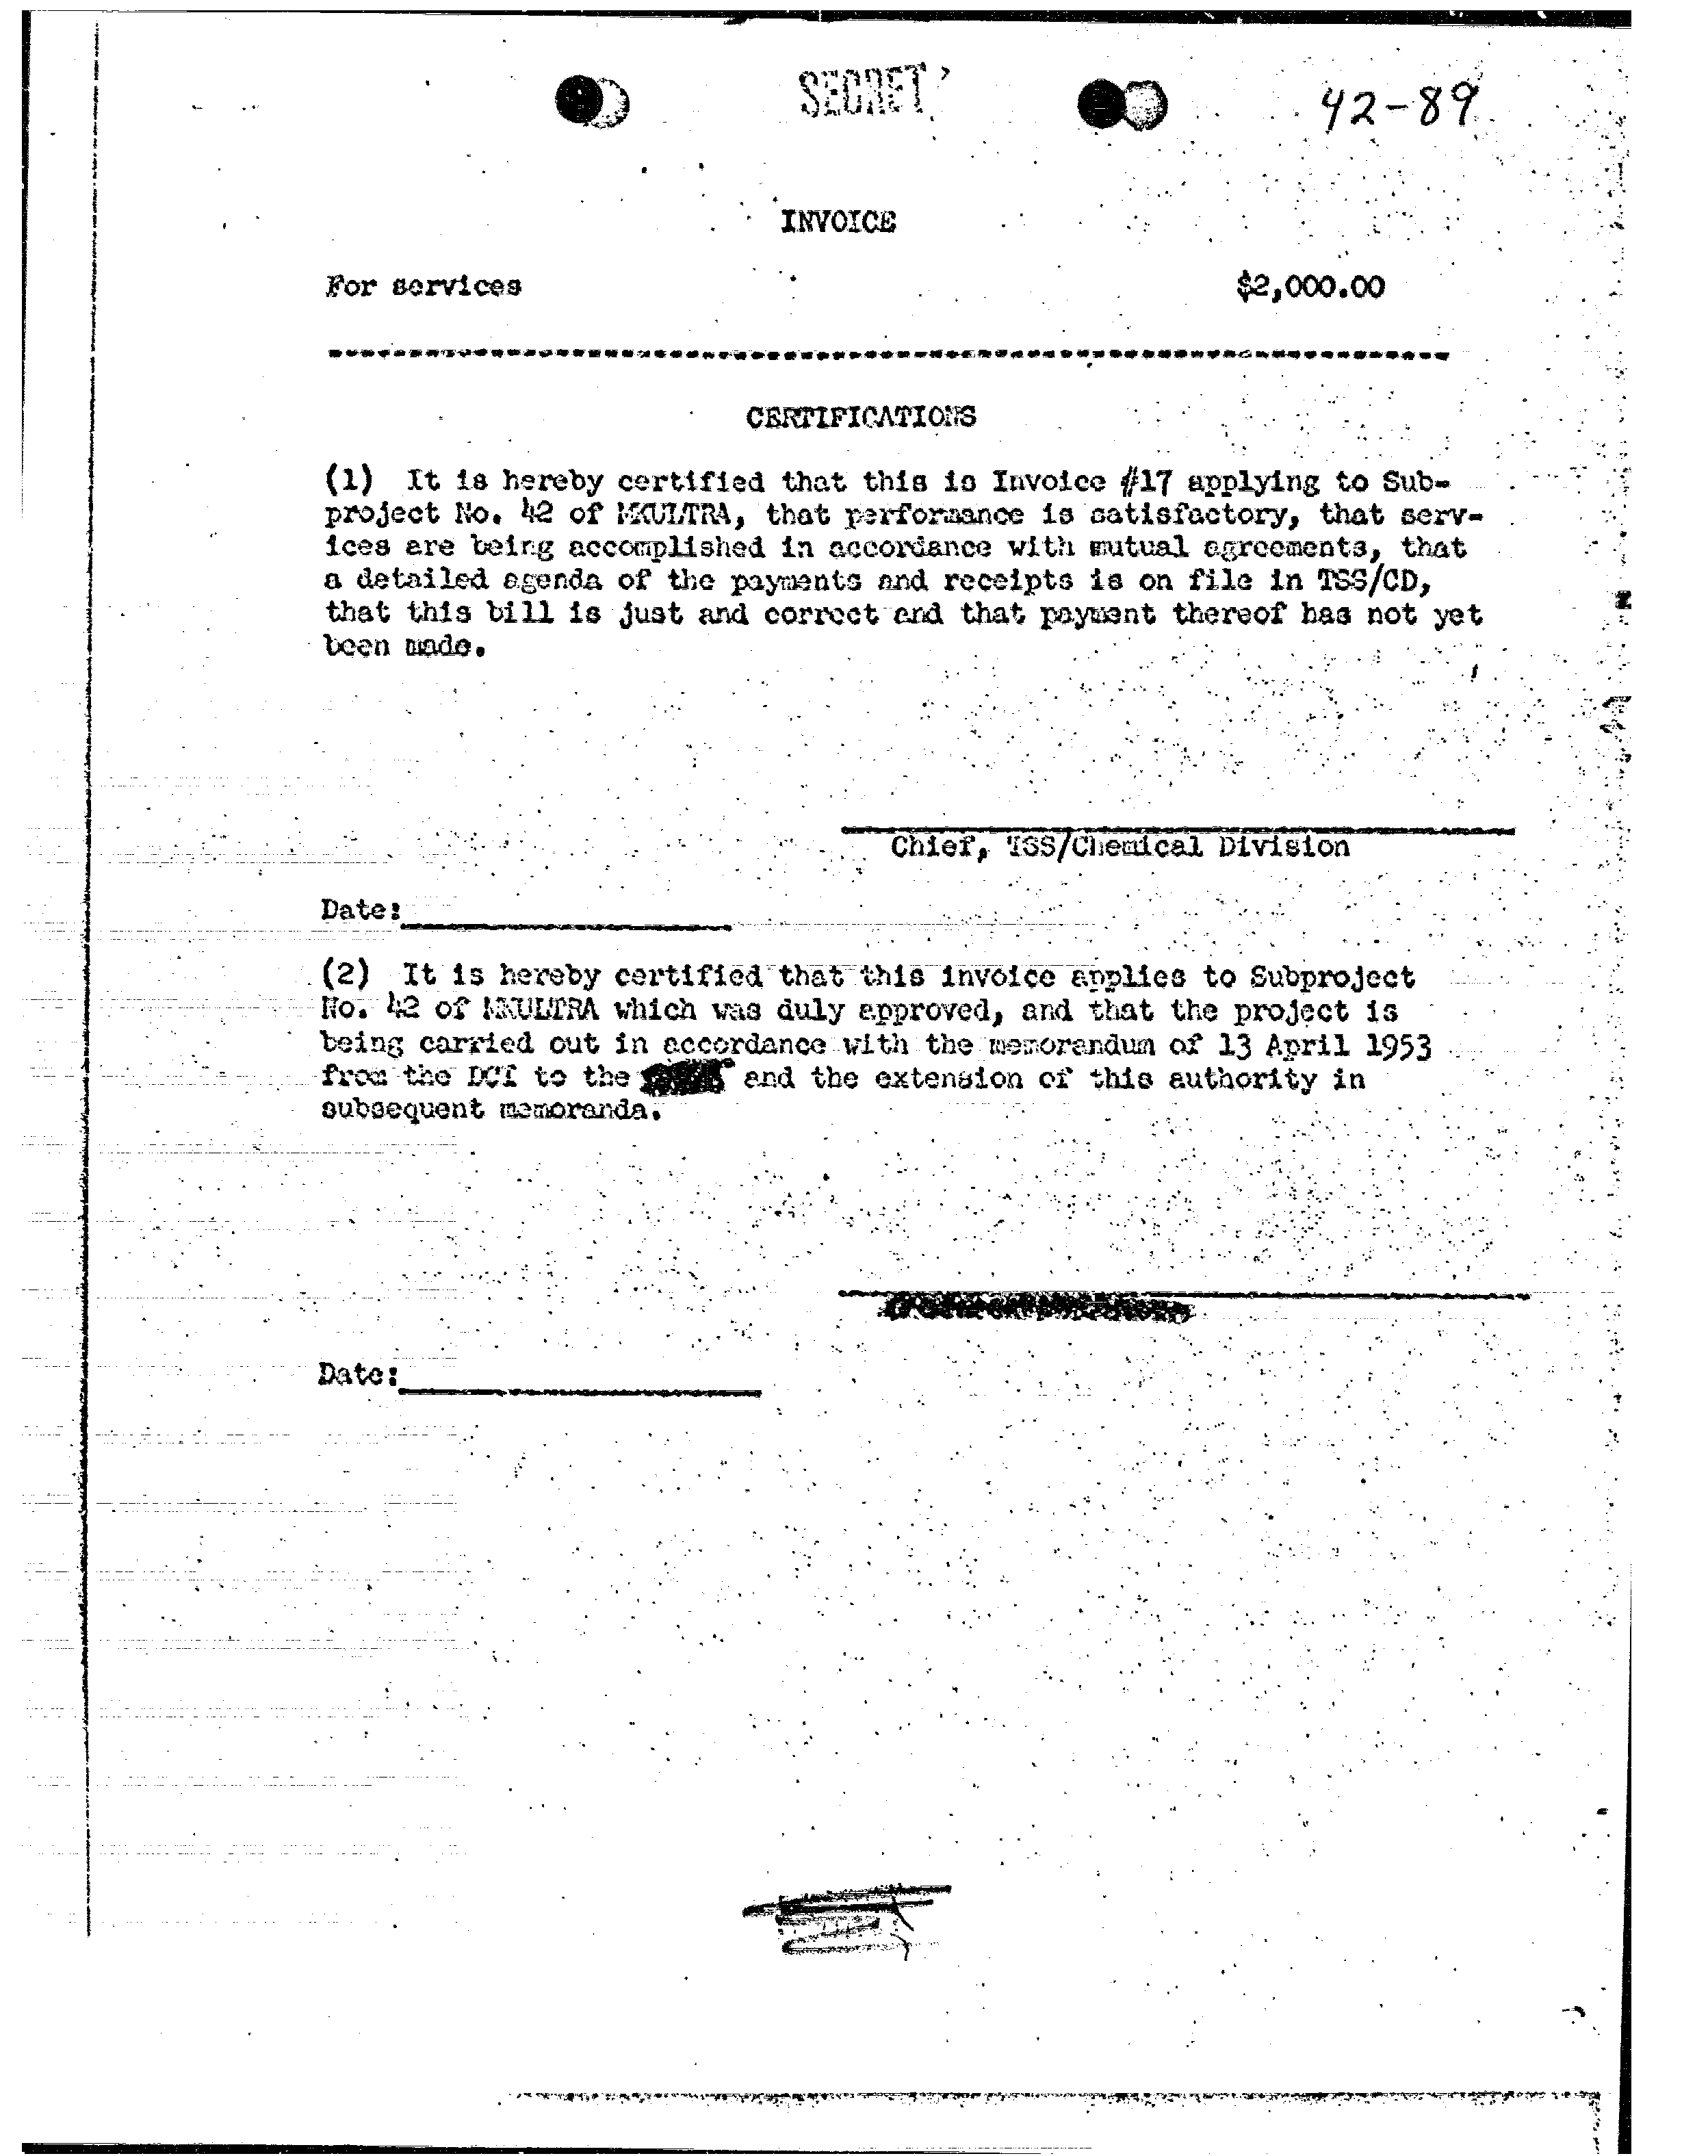 SECRET
42-89
INVOICE
For services $2,000.00
CERTIFICATIONS
(1) It is hereby certified that this is Invoice #17 applying to Sub-
project No. 42 of MKULTRA, that performance is satisfactory, that serv-
ices are being accomplished in accordance with mutual agreements, that
a detailed agenda of the payments and receipts is on file in TSS/CD,
that this bill is just and correct and that payment thereof has not yet
been made.
Chief, TSS/Chemical Division
Date:
(2) It is hereby certified that this invoice applies to Subproject
No. 42 of MKULTRA which was duly approved, and that the project is
being carried out in accordance with the memorandum of 13 April 1953
from the DCI to the and the extension of this authority in
subsequent memoranda.
Date: